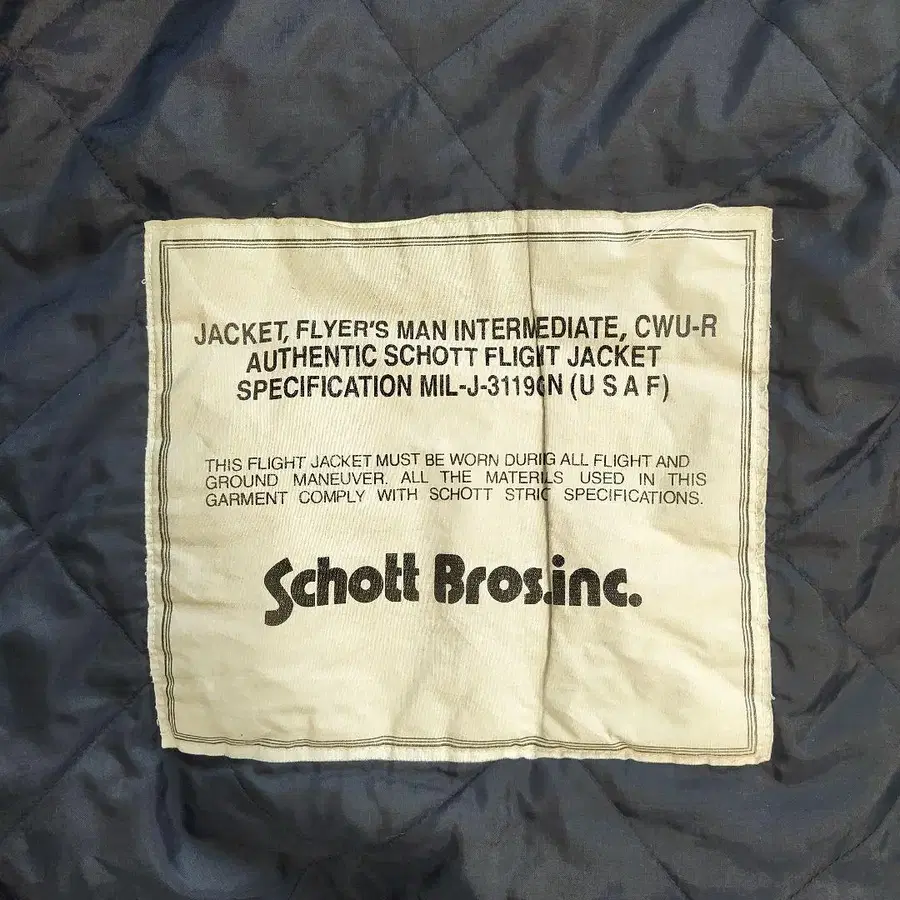 JACKET, FLYER'S MAN INTERMEDIATE, CWU-R
AUTHENTIC SCHOTT FLIGHT JACKET
SPECIFICATION MIL-J-31190N (U S A F)
THIS FLIGHT JACKET MUST BE WORN DURIG ALL FLIGHT AND
GROUND MANEUVER. ALL THE MATERILS USED IN THIS
GARMENT COMPLY WITH SCHOTT STRIC SPECIFICATIONS.
Schott Bros.inc.